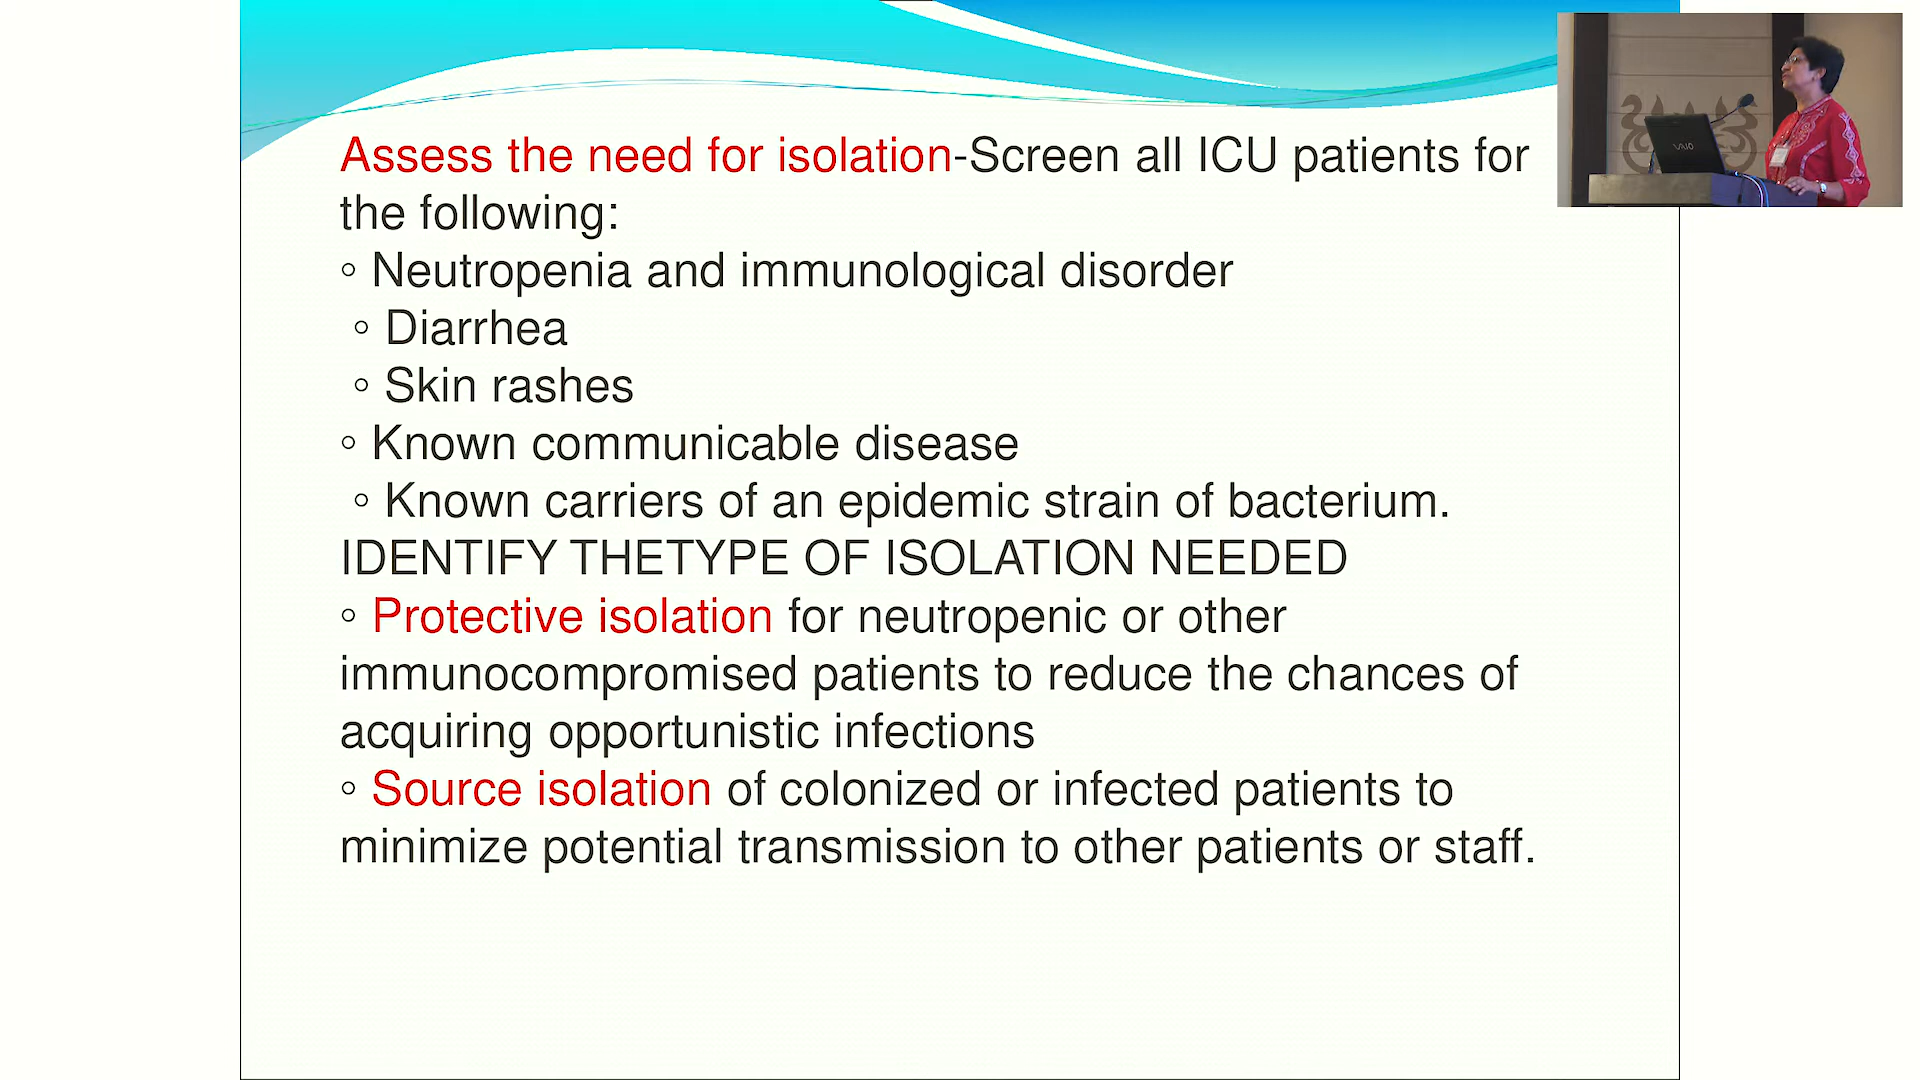 Assess the need for isolation-Screen all ICU patients for
the following:
◦ Neutropenia and immunological disorder
◦ Diarrhea
◦ Skin rashes
◦ Known communicable disease
◦ Known carriers of an epidemic strain of bacterium.
IDENTIFY THETYPE OF ISOLATION NEEDED
◦ Protective isolation for neutropenic or other
immunocompromised patients to reduce the chances of
acquiring opportunistic infections
◦ Source isolation of colonized or infected patients to
minimize potential transmission to other patients or staff.
VAIO